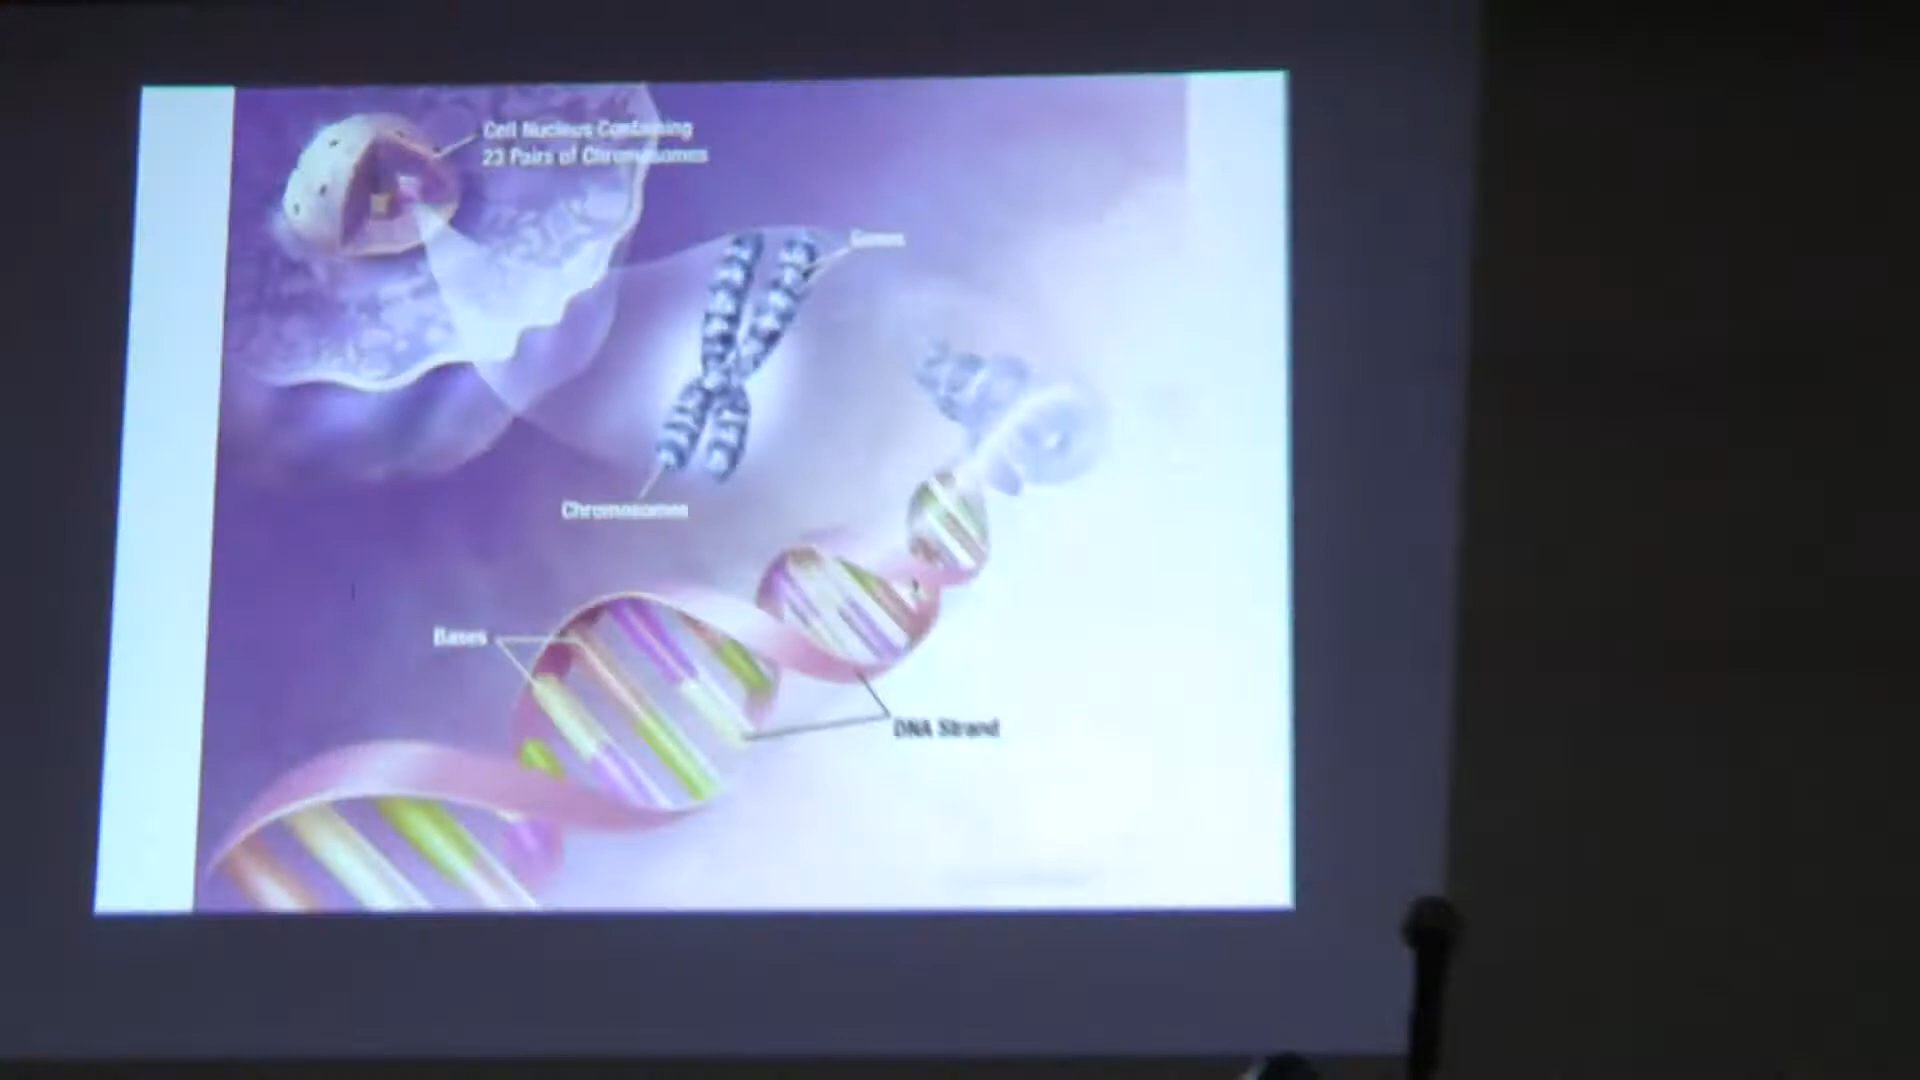 Cell Nucleus Containing
23 Pairs of Chromosomes
Genes
Chromosomes
Bases
DNA Strand